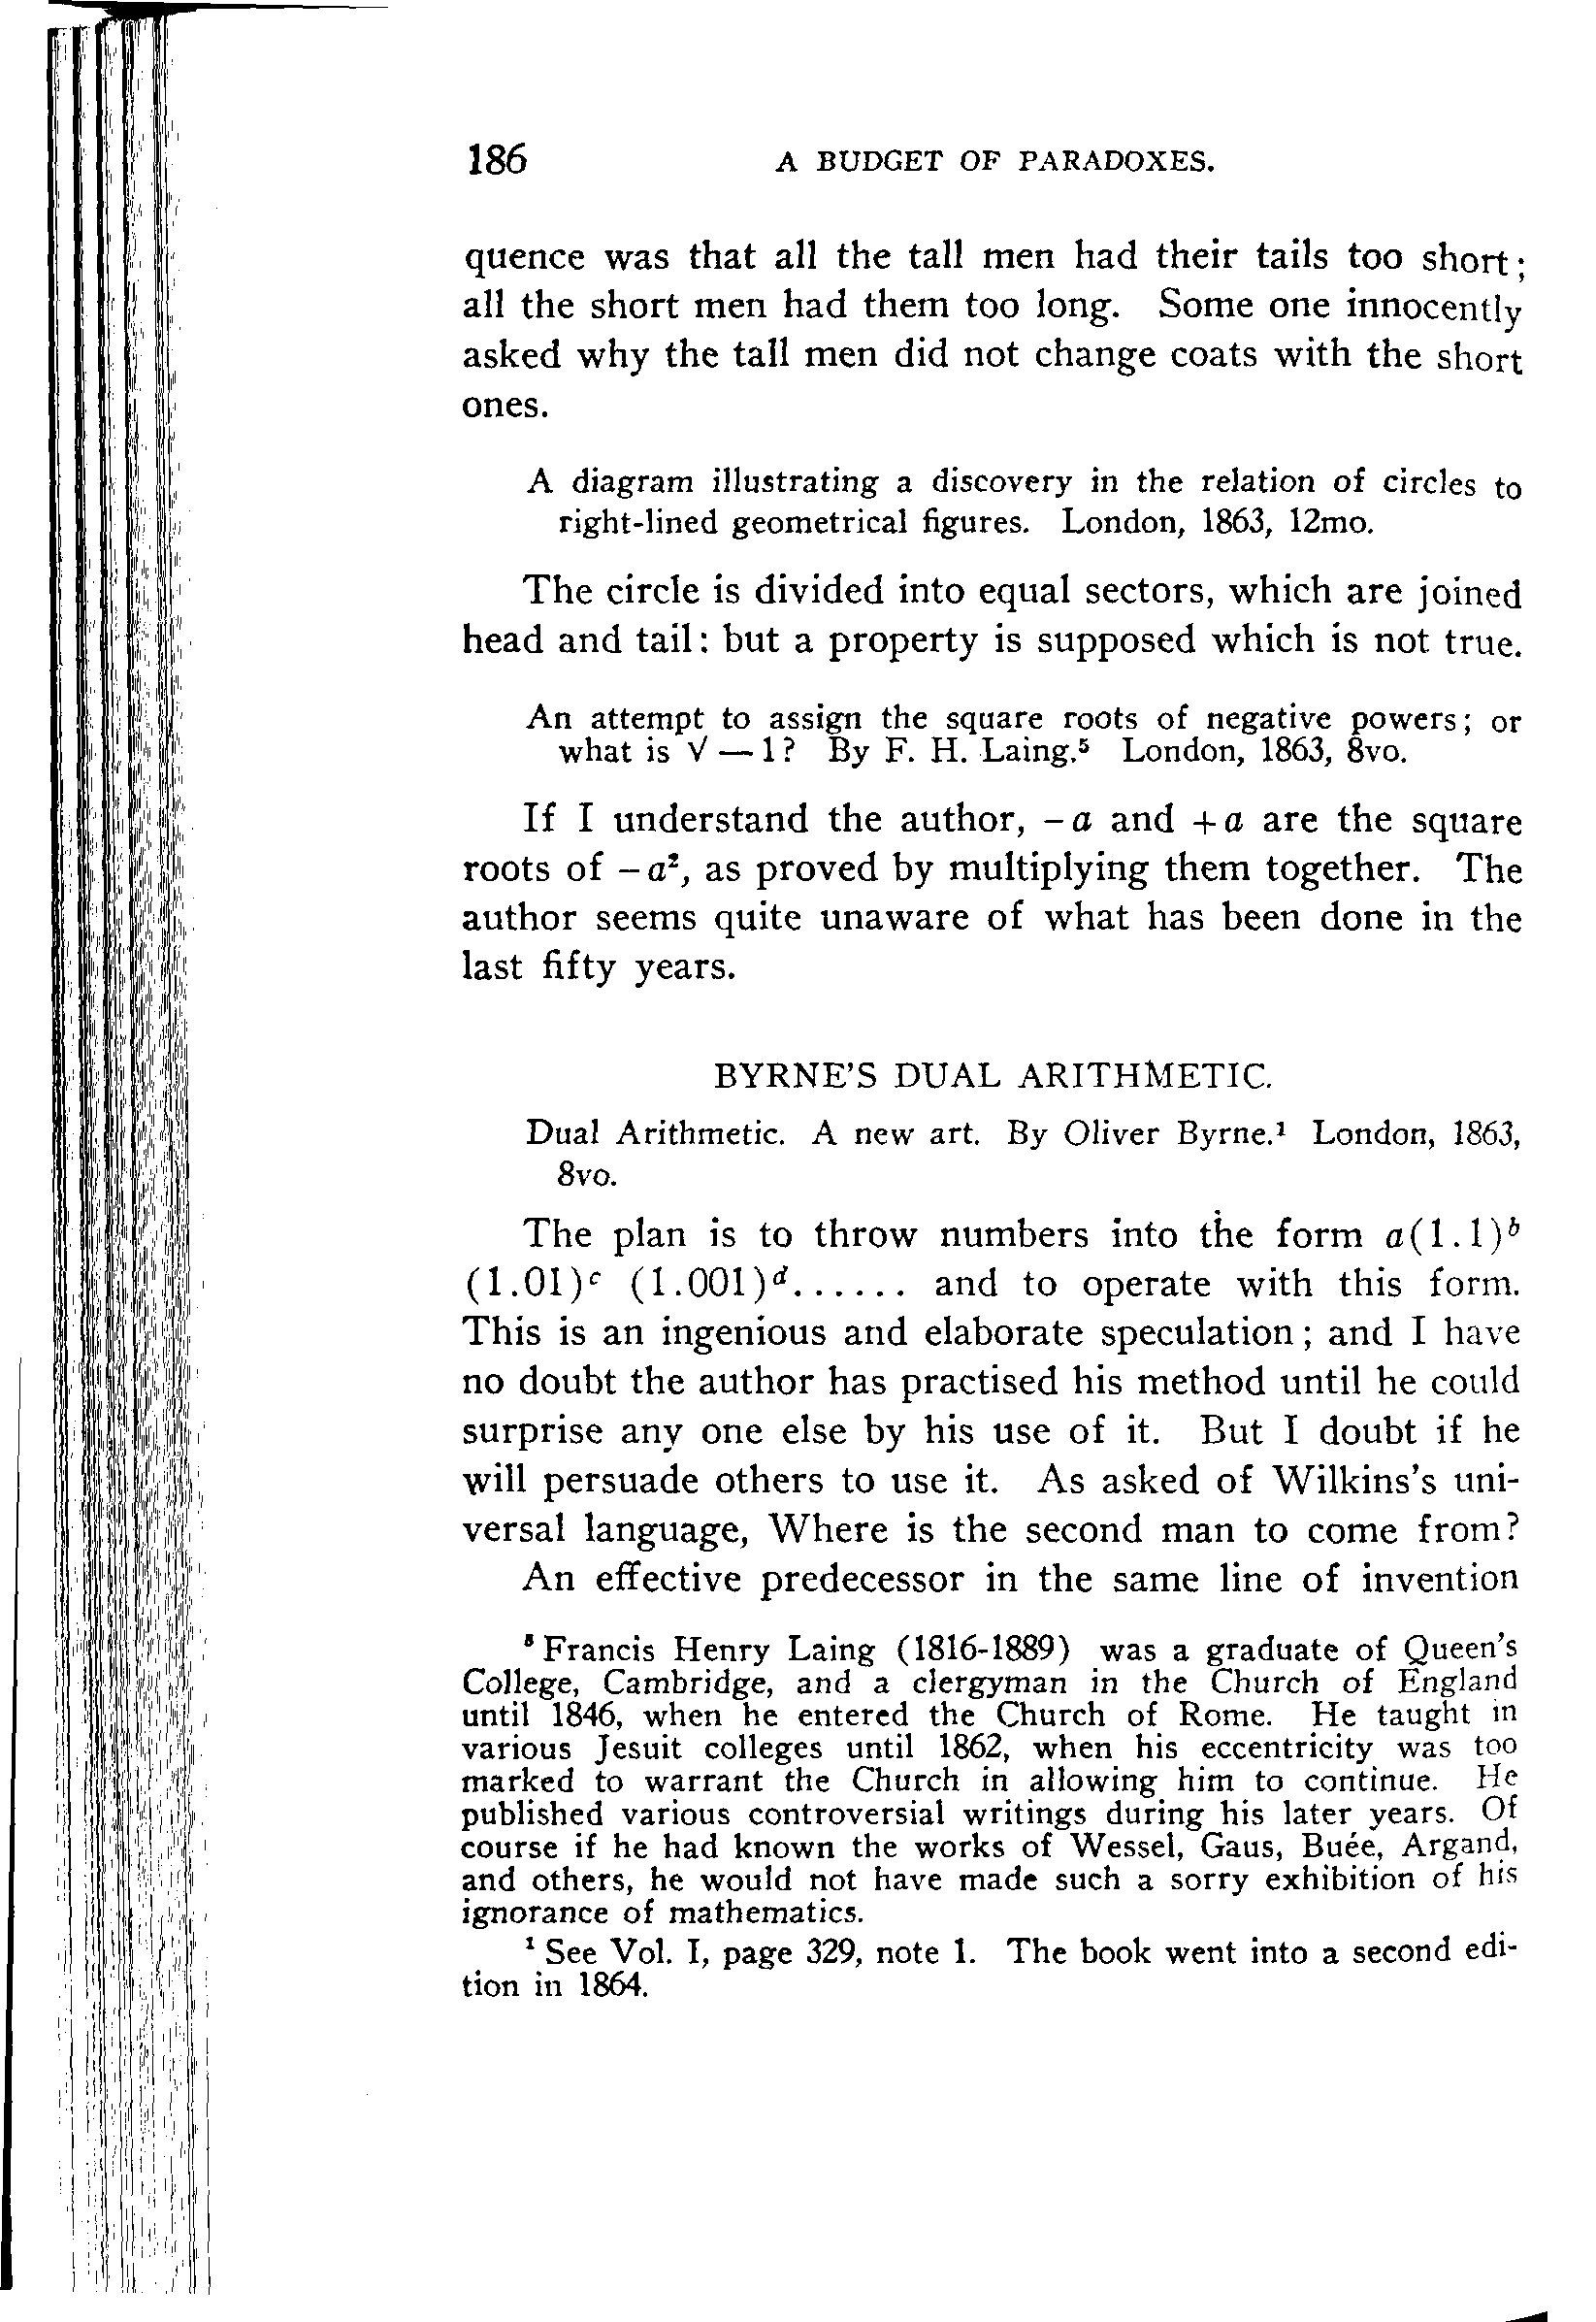 186 A BUDGET OF PARADOXES.
quence was that all the tall men had their tails too short;
all the short men had them too long. Some one innocently
asked why the tall men did not change coats with the short
ones.
A diagram illustrating a discovery in the relation of circles to
right-lined geometrical figures. London, 1863, 12mo.
The circle is divided into equal sectors, which are joined
head and tail: but a property is supposed which is not true.
An attempt to assign the square roots of negative powers; or
what is √ — 1? By F. H. Laing.⁵ London, 1863, 8vo.
If I understand the author, – a and + a are the square
roots of – a², as proved by multiplying them together. The
author seems quite unaware of what has been done in the
last fifty years.
BYRNE'S DUAL ARITHMETIC.
Dual Arithmetic. A new art. By Oliver Byrne.¹ London, 1863,
8vo.
The plan is to throw numbers into the form a(1.1)ᵇ
(1.01)ᶜ (1.001)ᵈ...... and to operate with this form.
This is an ingenious and elaborate speculation; and I have
no doubt the author has practised his method until he could
surprise any one else by his use of it. But I doubt if he
will persuade others to use it. As asked of Wilkins's uni-
versal language, Where is the second man to come from?
An effective predecessor in the same line of invention
⁵ Francis Henry Laing (1816-1889) was a graduate of Queen's
College, Cambridge, and a clergyman in the Church of England
until 1846, when he entered the Church of Rome. He taught in
various Jesuit colleges until 1862, when his eccentricity was too
marked to warrant the Church in allowing him to continue. He
published various controversial writings during his later years. Of
course if he had known the works of Wessel, Gaus, Buée, Argand,
and others, he would not have made such a sorry exhibition of his
ignorance of mathematics.
¹ See Vol. I, page 329, note 1. The book went into a second edi-
tion in 1864.